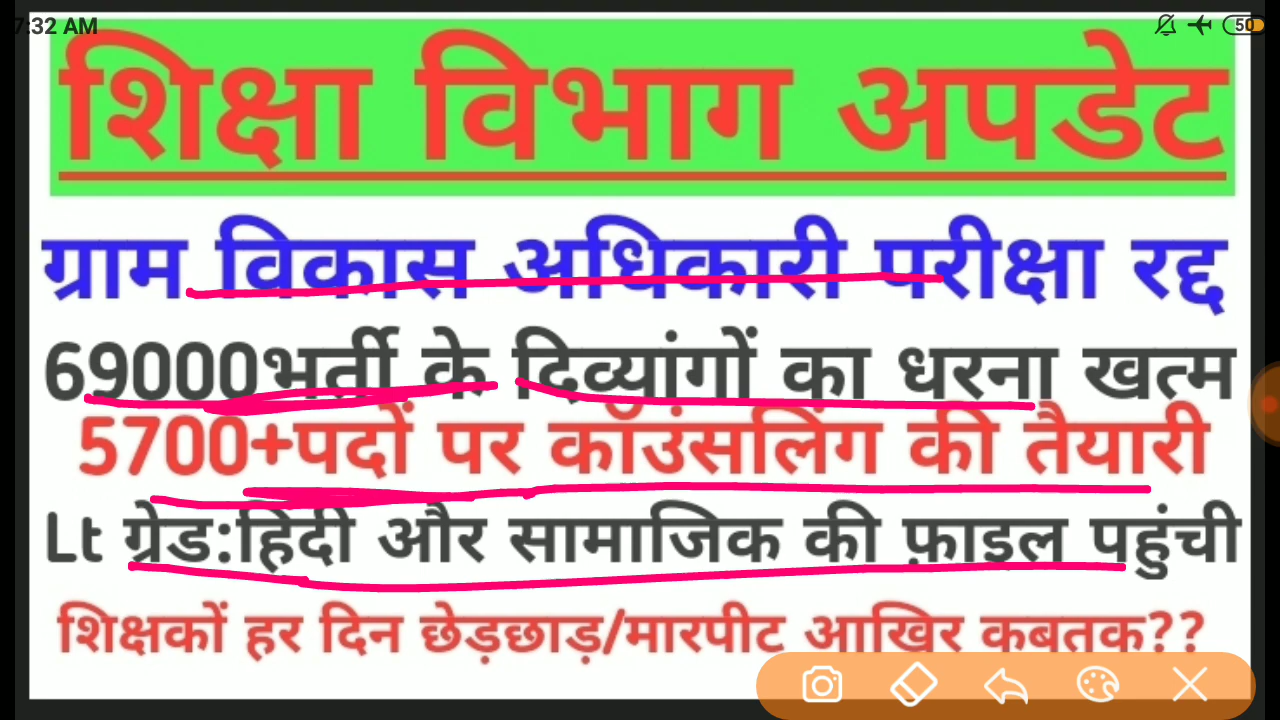 7:32 AM
50
शिक्षा विभाग अपडेट
ग्राम विकास अधिकारी परीक्षा रद्द
69000भर्ती के दिव्यांगों का धरना खत्म
5700+पदों पर कॉउंसलिंग की तैयारी
Lt ग्रेड:हिंदी और सामाजिक की फ़ाइल पहुंची
शिक्षकों हर दिन छेड़छाड़/मारपीट आखिर कबतक??